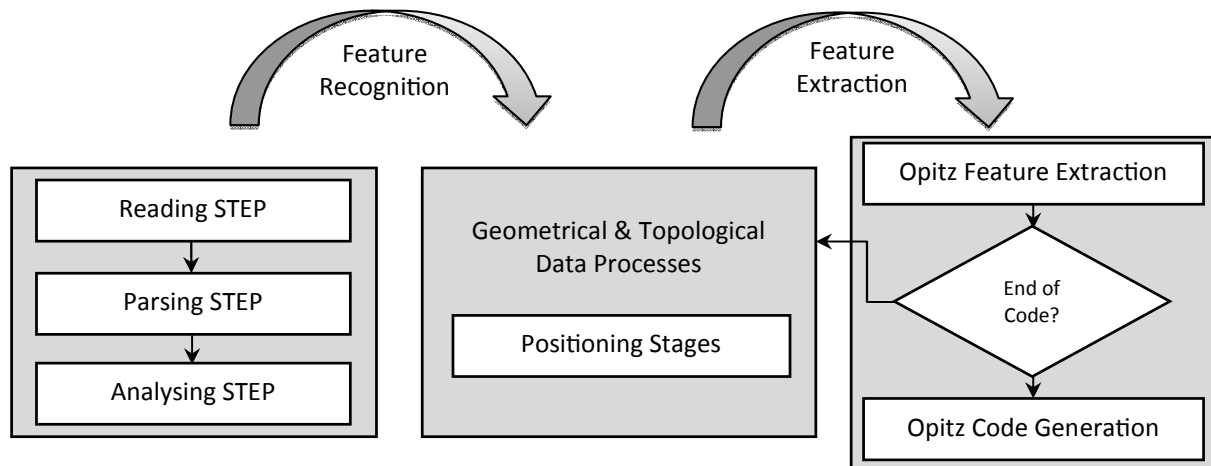 Feature
Recognition
Feature
Extraction
Reading STEP
Parsing STEP
Analysing STEP
Geometrical & Topological
Data Processes
Positioning Stages
Opitz Feature Extraction
End of
Code?
Opitz Code Generation